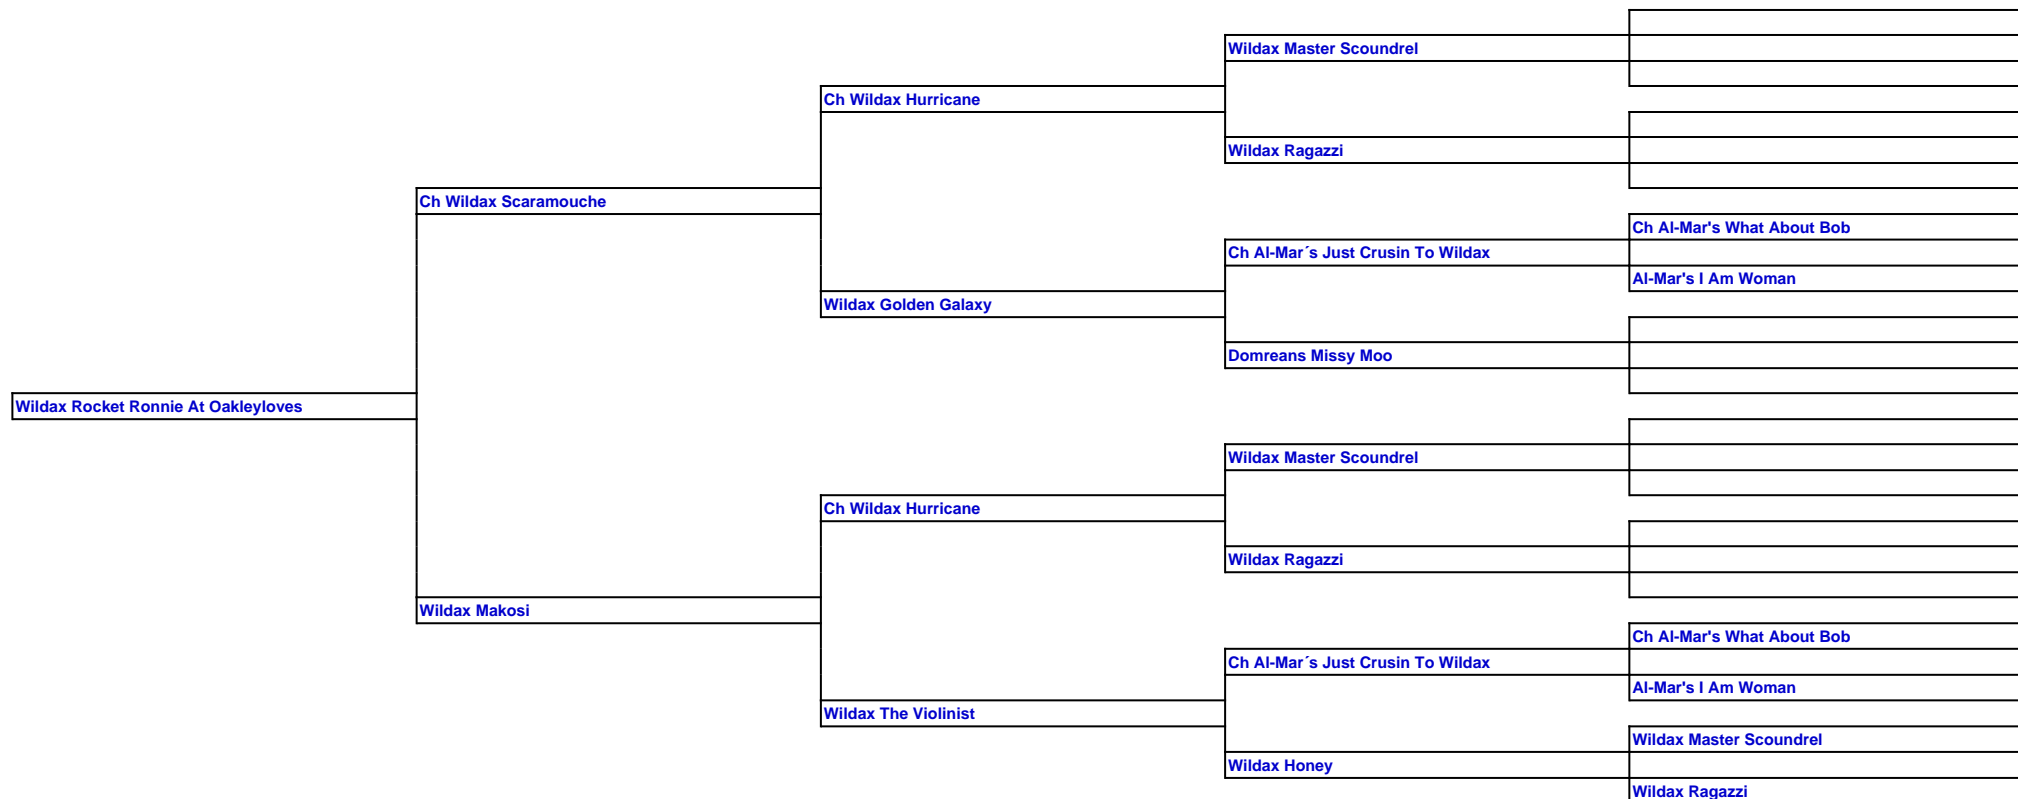 Wildax Master Scoundrel
Ch Wildax Hurricane
Wildax Ragazzi
Ch Wildax Scaramouche
Ch Al-Mar's What About Bob
Ch Al-Mar´s Just Crusin To Wildax
Al-Mar's I Am Woman
Wildax Golden Galaxy
Domreans Missy Moo
Wildax Rocket Ronnie At Oakleyloves
Wildax Master Scoundrel
Ch Wildax Hurricane
Wildax Ragazzi
Wildax Makosi
Ch Al-Mar's What About Bob
Ch Al-Mar´s Just Crusin To Wildax
Al-Mar's I Am Woman
Wildax The Violinist
Wildax Master Scoundrel
Wildax Honey
Wildax Ragazzi